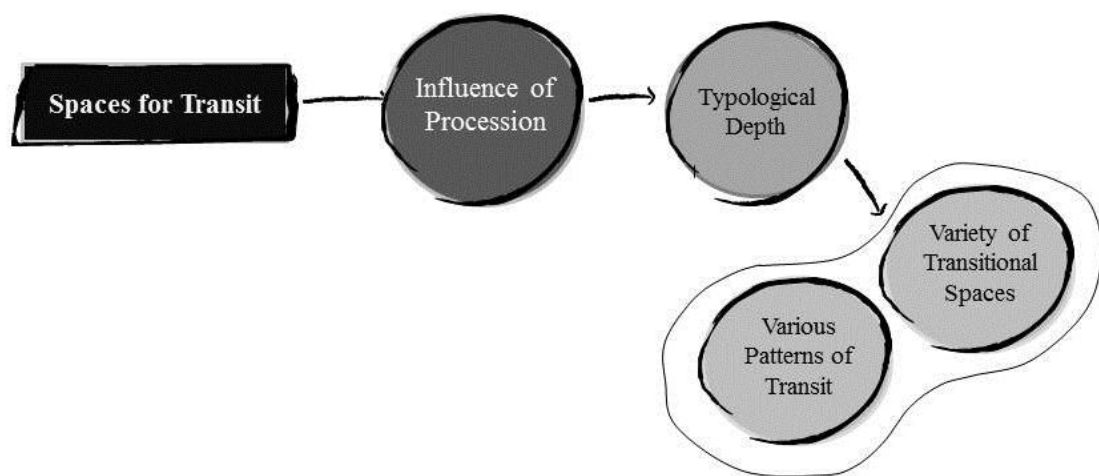 Spaces for Transit
Influence of
Procession
Typological
Depth
Variety of
Transitional
Spaces
Various
Patterns of
Transit